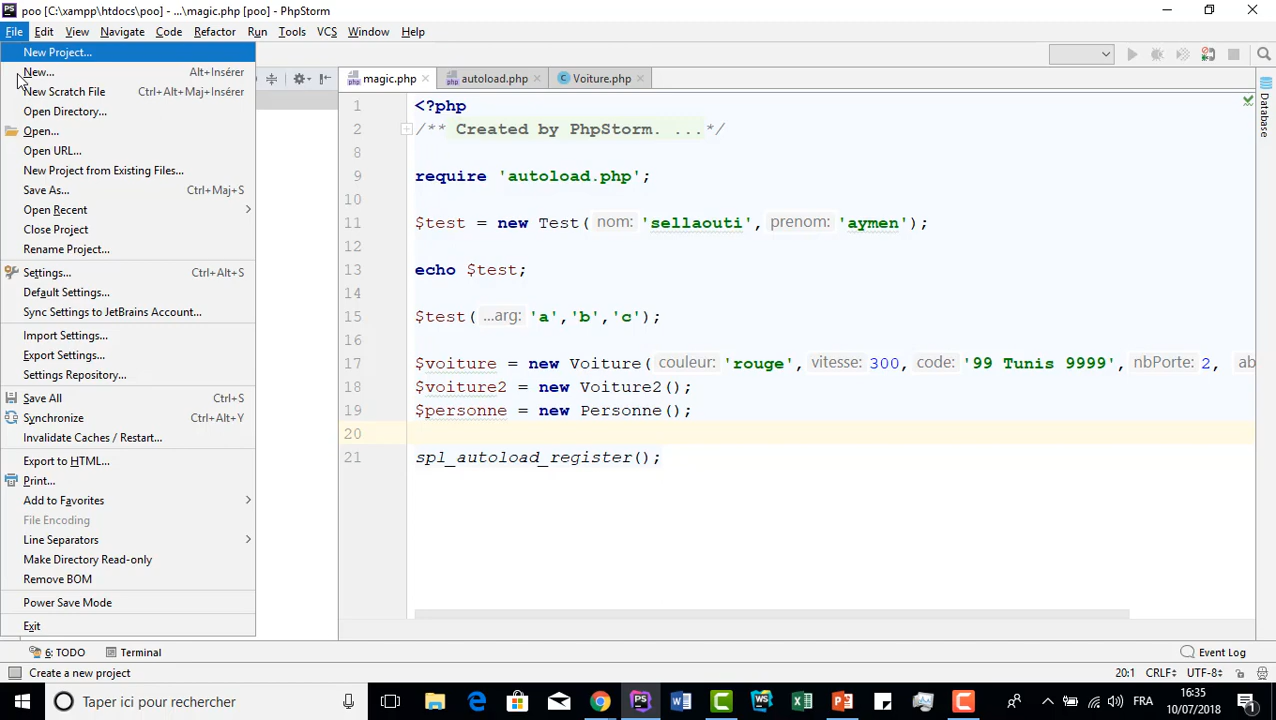 poo [C:\xampp\htdocs\poo] - ...\magic.php [poo] - PhpStorm
File Edit View Navigate Code Refactor Run Tools VCS Window Help
New Project...
New... Alt+Insérer
New Scratch File Ctrl+Alt+Maj+Insérer
Open Directory...
Open...
Open URL...
New Project from Existing Files...
Save As... Ctrl+Maj+S
Open Recent
Close Project
Rename Project...
Settings... Ctrl+Alt+S
Default Settings...
Sync Settings to JetBrains Account...
Import Settings...
Export Settings...
Settings Repository...
Save All Ctrl+S
Synchronize Ctrl+Alt+Y
Invalidate Caches / Restart...
Export to HTML...
Print...
Add to Favorites
File Encoding
Line Separators
Make Directory Read-only
Remove BOM
Power Save Mode
Exit
magic.php autoload.php Voiture.php
1 <?php
2 /** Created by PhpStorm. ...*/
8
9 require 'autoload.php';
10
11 $test = new Test( nom: 'sellaouti', prenom: 'aymen');
12
13 echo $test;
14
15 $test( ...arg: 'a','b','c');
16
17 $voiture = new Voiture( couleur: 'rouge', vitesse: 300, code: '99 Tunis 9999', nbPorte: 2, ab
18 $voiture2 = new Voiture2();
19 $personne = new Personne();
20
21 spl_autoload_register();
Database
6: TODO Terminal Event Log
Create a new project 20:1 CRLF÷ UTF-8÷
Taper ici pour rechercher FRA 16:35 10/07/2018